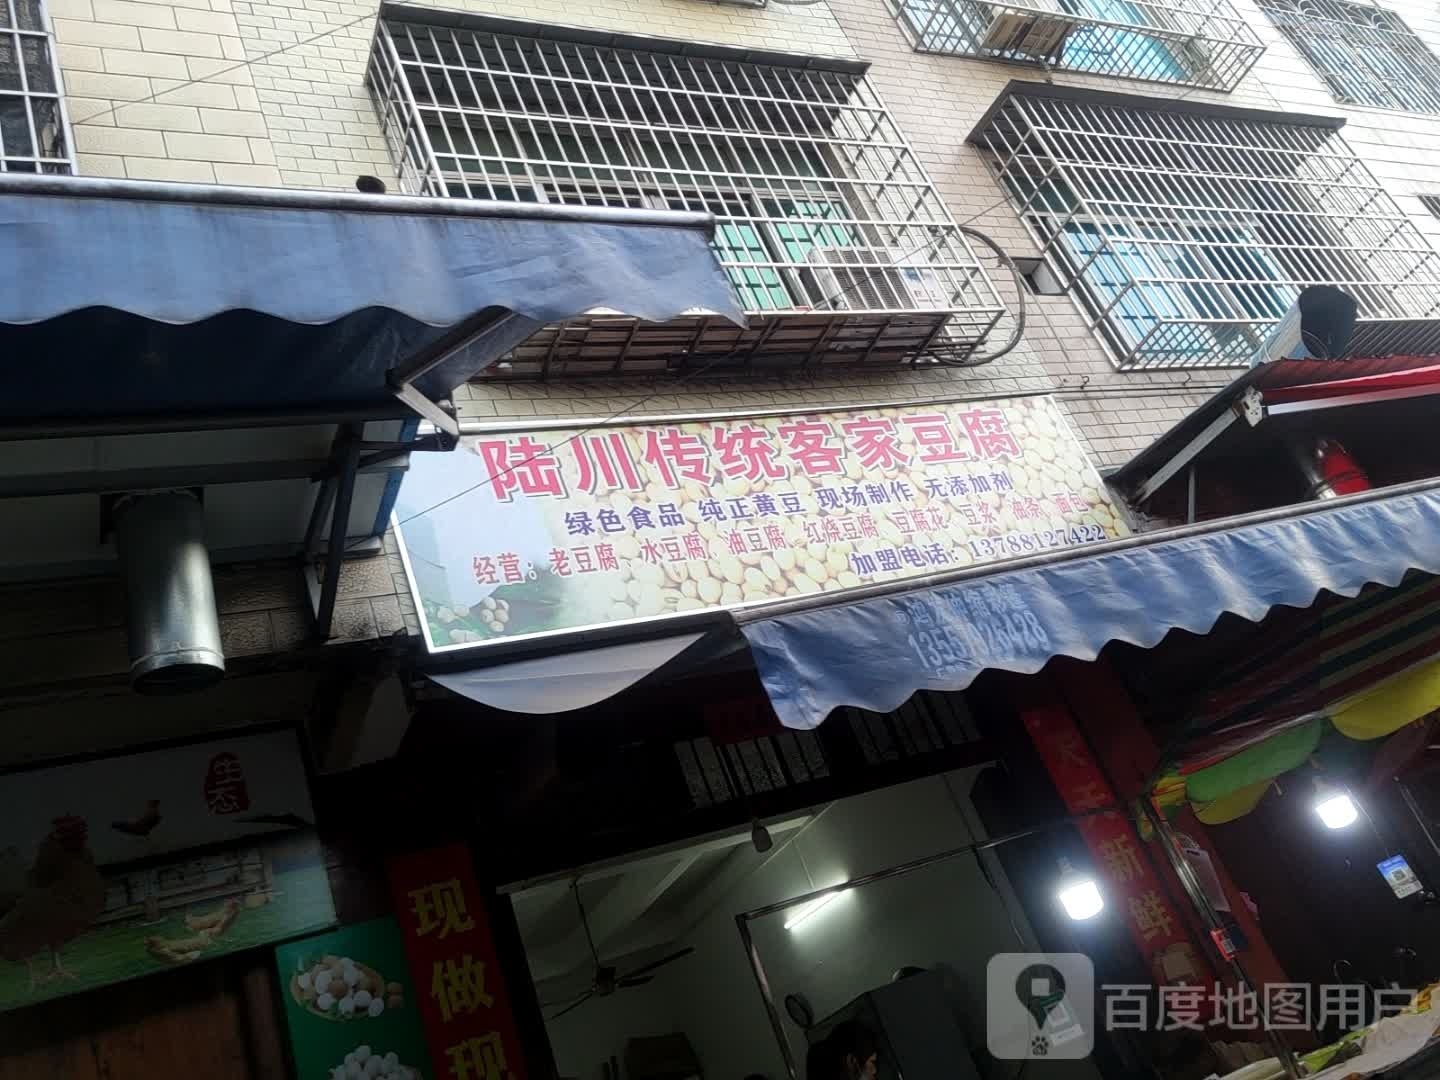 陆川传统客家豆腐
绿色食品 纯正黄豆 现场制作 无添加剂
经营：老豆腐、水豆腐、油豆腐、红烧豆腐、豆腐花、豆浆、油条、面包
加盟电话：13788127422
生态
现做现
天天新鲜
百度地图用户